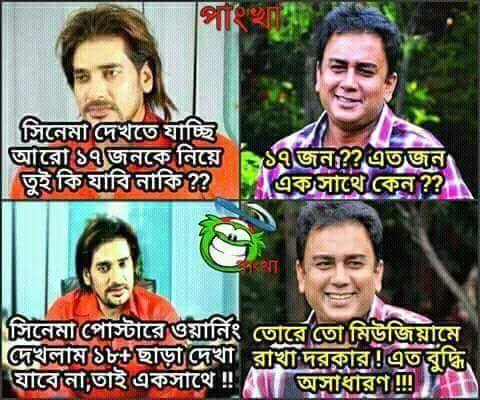 পাংখা
সিনেমা দেখতে যাচ্ছি
আরো ১৭ জনকে নিয়ে
তুই কি যাবি নাকি ??
১৭ জন ?? এত জন
এক সাথে কেন ??
পাংখা
সিনেমা পোস্টারে ওয়ার্নিং
দেখলাম ১৮+ ছাড়া দেখা
যাবে না,তাই একসাথে !!
তোরে তো মিউজিয়ামে
রাখা দরকার ! এত বুদ্ধি
অসাধারণ !!!